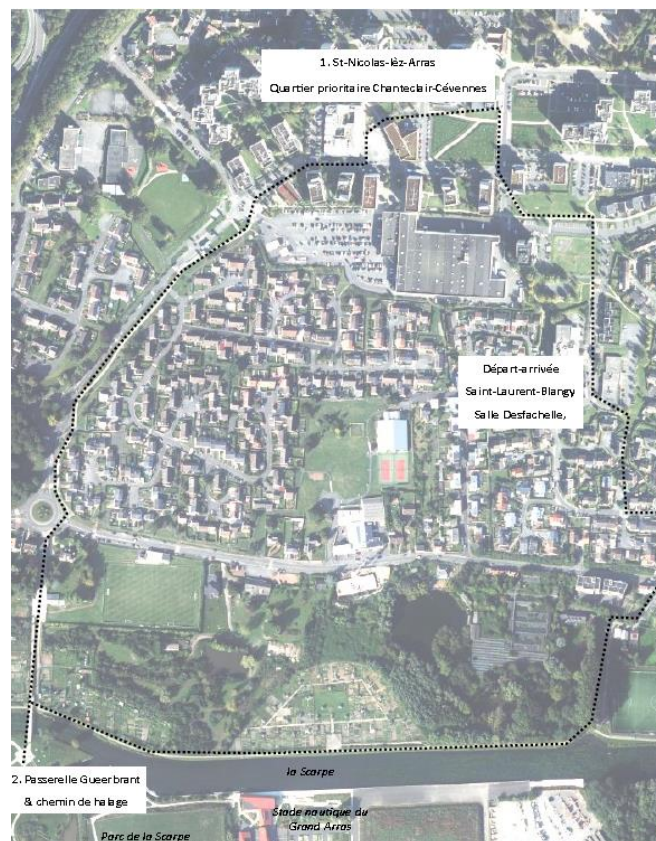 1. St-Nicolas-lèz-Arras
Quartier prioritaire Chanteclair-Cévennes
Départ-arrivée
Saint-Laurent-Blangy
Salle Desfachelle,
2. Passerelle Gueerbrant
& chemin de halage
la Scarpe
Stade nautique du
Grand Arras
Parc de la Scarpe